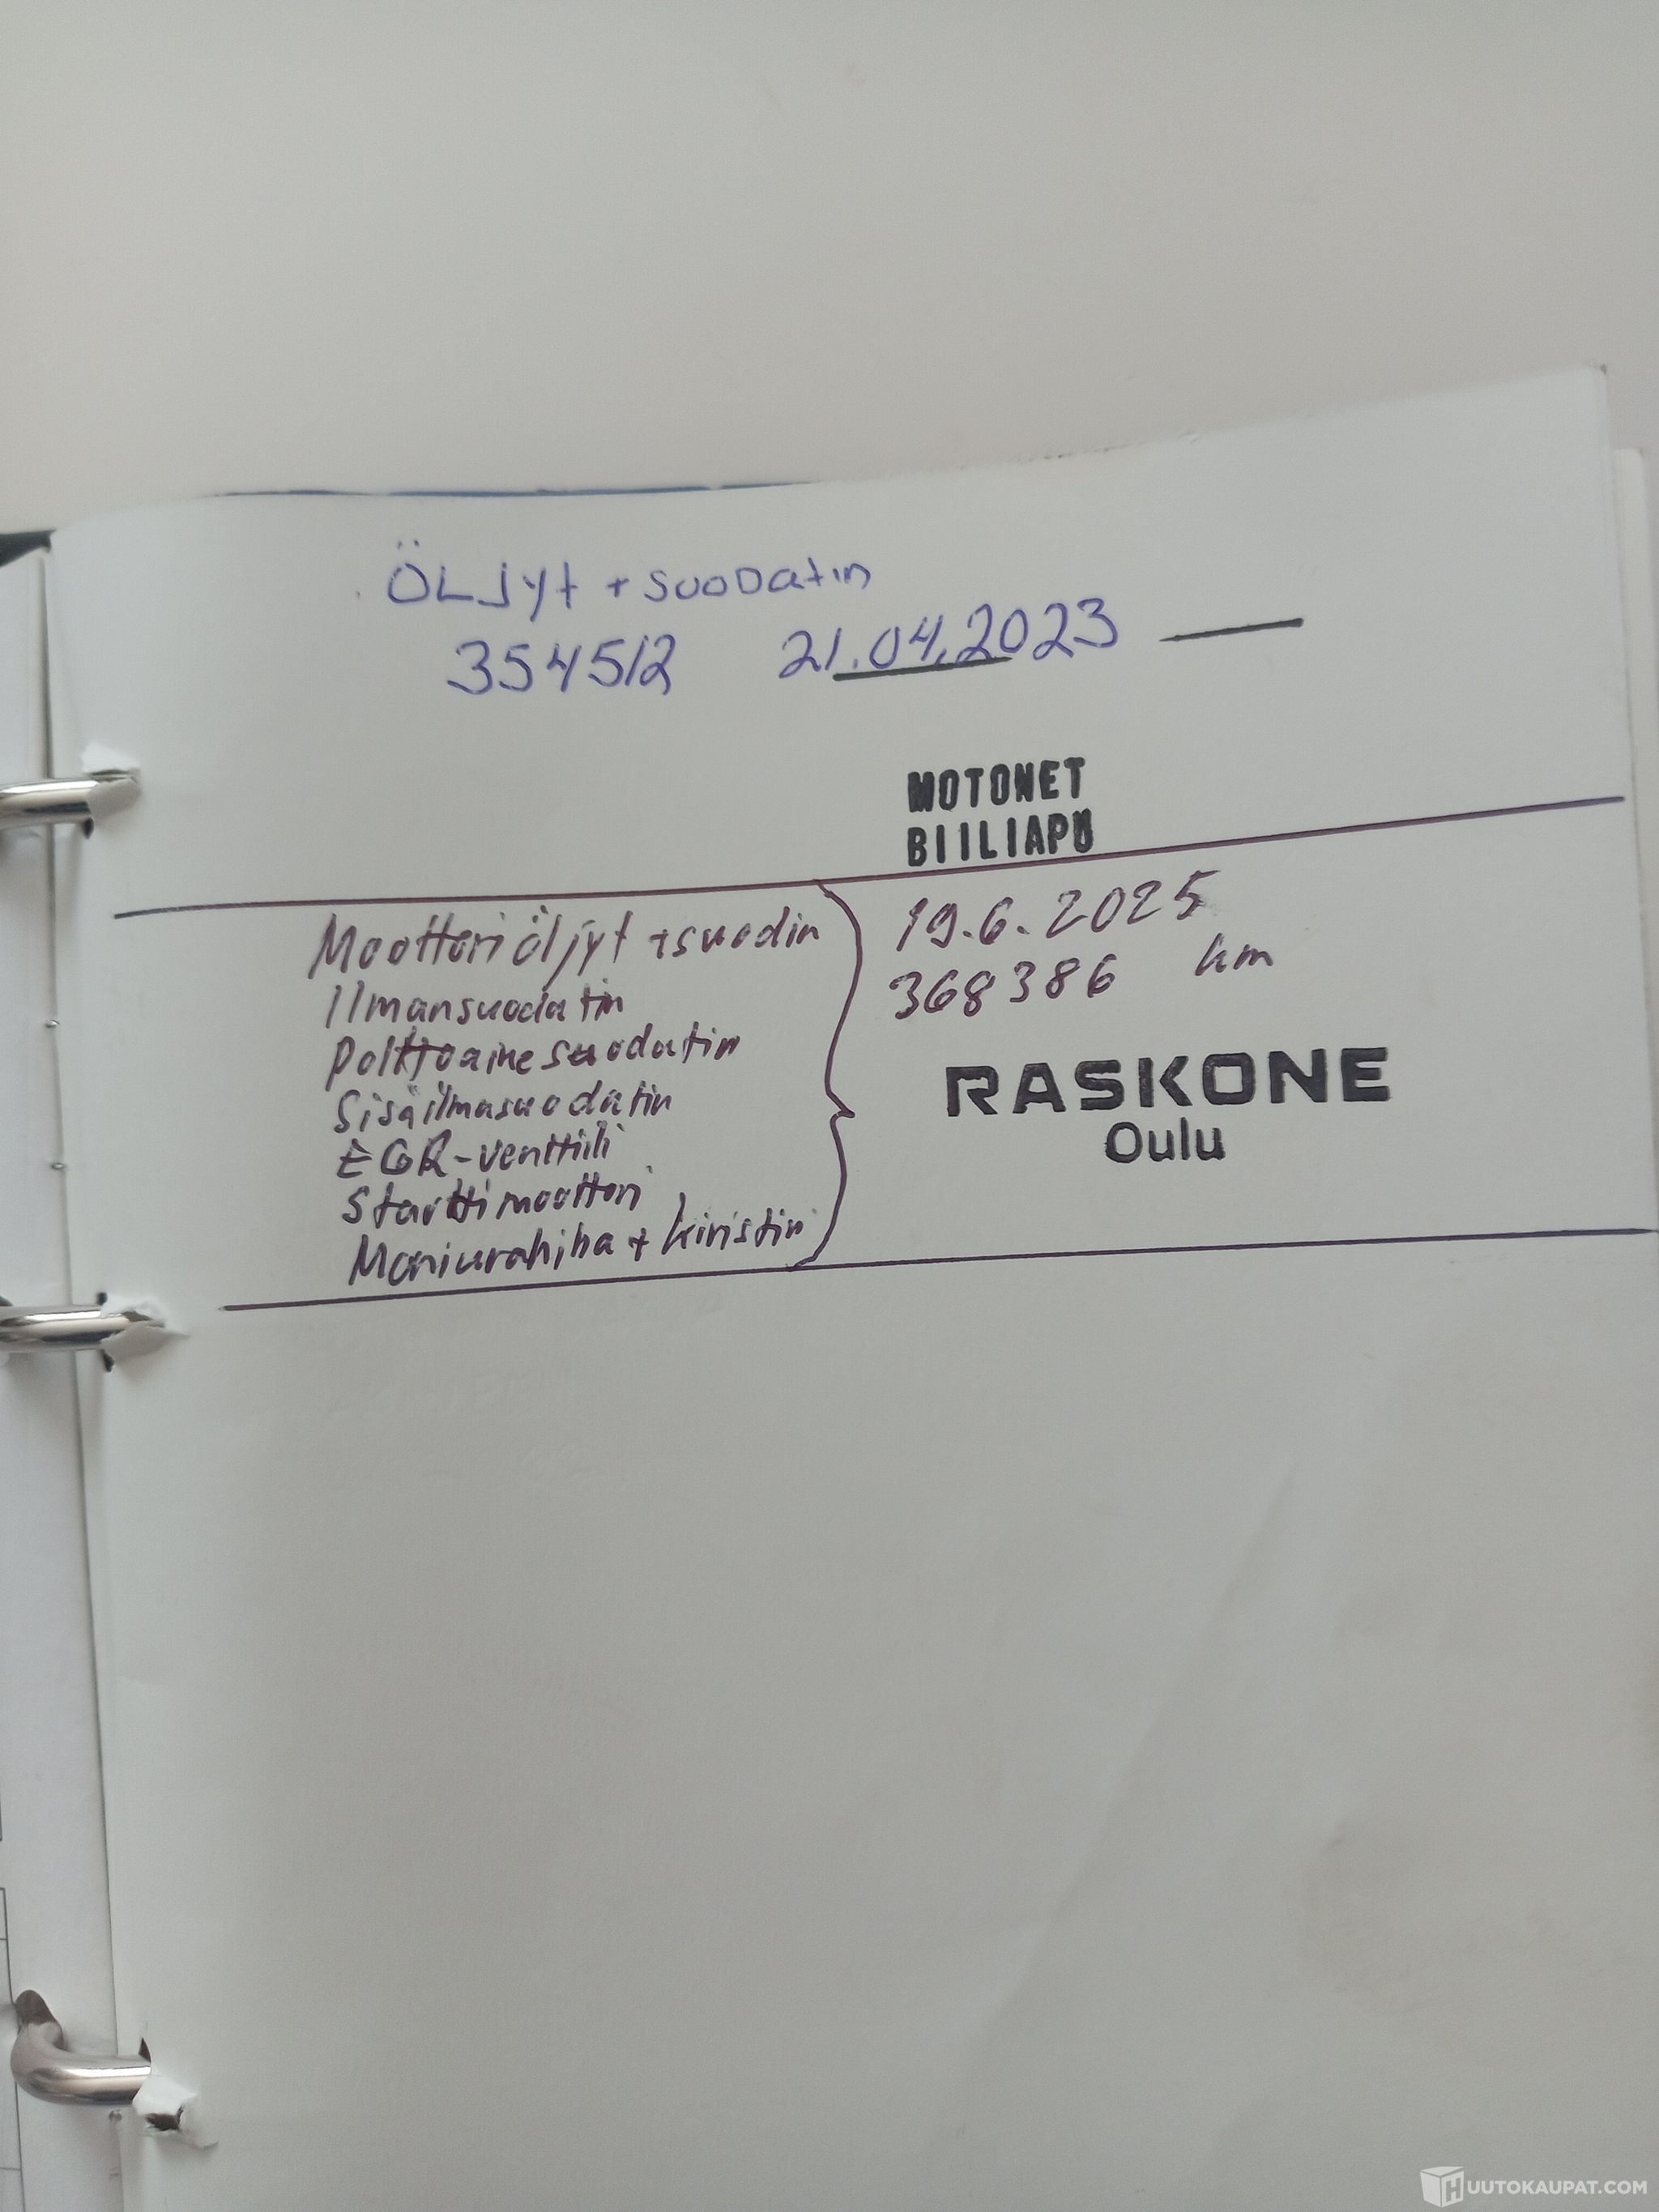 ÖLJYt + SUODatin
354512 21.04.2023
MOTONET
BIILIAPU
Moottoriöljyt + suodin
Ilmansuodatin
Polttoainesuodatin
Sisäilmasuodatin
EGR-venttiili
Starttimoottori
Moniurahihna + kiristin
19.6.2025
368386 km
RASKONE
Oulu
HUUTOKAUPAT.COM